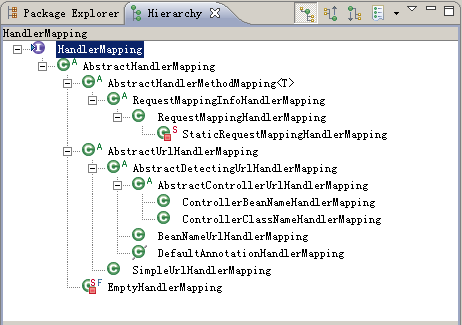 Package Explorer Hierarchy
HandlerMapping
HandlerMapping
AbstractHandlerMapping
AbstractHandlerMethodMapping<T>
RequestMappingInfoHandlerMapping
RequestMappingHandlerMapping
StaticRequestMappingHandlerMapping
AbstractUrlHandlerMapping
AbstractDetectingUrlHandlerMapping
AbstractControllerUrlHandlerMapping
ControllerBeanNameHandlerMapping
ControllerClassNameHandlerMapping
BeanNameUrlHandlerMapping
DefaultAnnotationHandlerMapping
SimpleUrlHandlerMapping
EmptyHandlerMapping